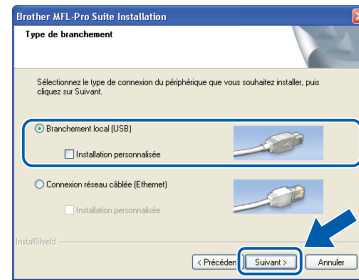 Brother MFL-Pro Suite Installation
Type de branchement
Sélectionnez le type de connexion du périphérique que vous souhaitez installer, puis
cliquez sur Suivant.
Branchement local (USB)
Installation personnalisée
Connexion réseau câblée (Ethernet)
Installation personnalisée
InstallShield
< Précédent Suivant > Annuler